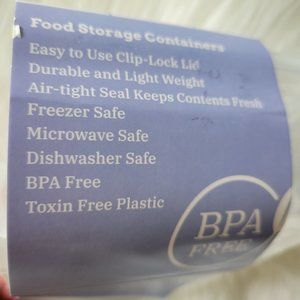 Food Storage Containers
Easy to Use Clip-Lock Lid
Durable and Light Weight
Air-tight Seal Keeps Contents Fresh
Freezer Safe
Microwave Safe
Dishwasher Safe
BPA Free
Toxin Free Plastic
BPA
FREE